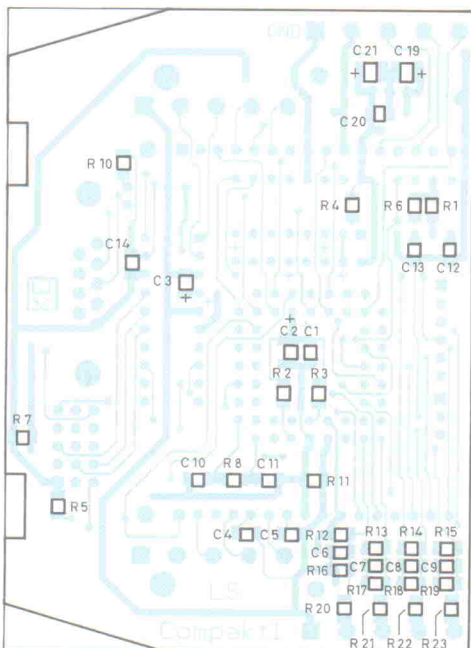 GND
C 21 C 19
+ +
C 20
R 10
R 4 R 6 R 1
C 14 C 13 C 12
C 3
+
+
C 2 C 1
R 2 R 3
R 7
C 10 R 8 C 11 R 11
R 5
C 4 C 5 R 12 R 13 R 14 R 15
C 6
R 16 C 7 C 8 C 9
R 17 R 18 R 19
LS
R 20
Compakt1
R 21 R 22 R 23